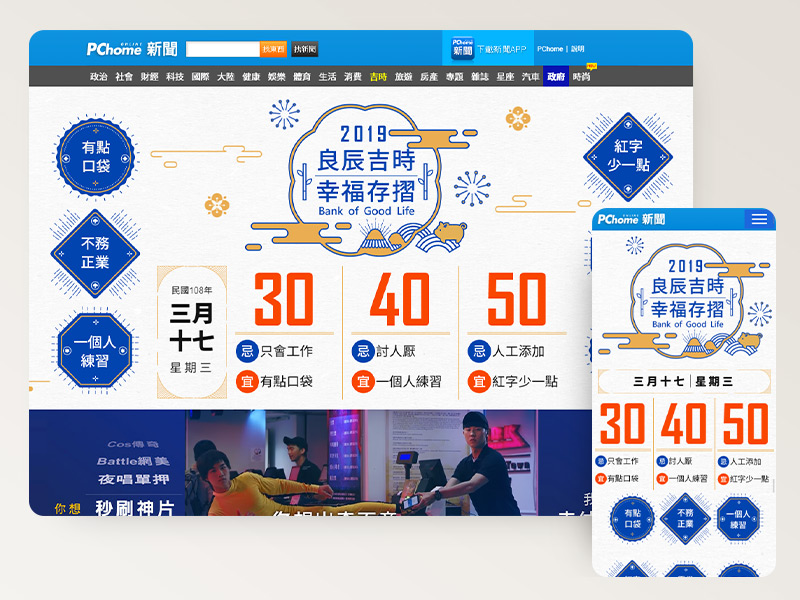 PChome ONLINE 新聞
找東西 找新聞
PChome 新聞 下載新聞APP PChome | 說明
政治 社會 財經 科技 國際 大陸 健康 娛樂 體育 生活 消費 吉時 旅遊 房產 專題 雜誌 星座 汽車 政府 時尚
2019
良辰吉時
幸福存摺
Bank of Good Life
有點
口袋
不務
正業
一個人
練習
紅字
少一點
民國108年
三月
十七
星期三
30
忌 只會工作
宜 有點口袋
40
忌 討人厭
宜 一個人練習
50
忌 人工添加
宜 紅字少一點
Cos傳奇
Battle網美
夜唱單押
你想 秒刷神片
PChome ONLINE 新聞
2019
良辰吉時
幸福存摺
Bank of Good Life
三月十七 | 星期三
30
忌 只會工作
宜 有點口袋
40
忌 討人厭
宜 一個人練習
50
忌 人工添加
宜 紅字少一點
有點
口袋
不務
正業
一個人
練習